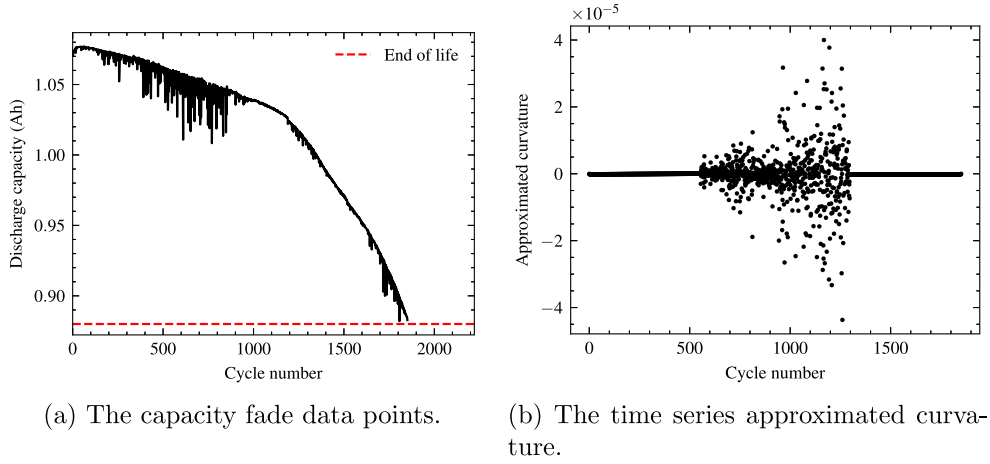 ×10⁻⁵
End of life
4
2
0
−2
−4
1.05
1.00
0.95
0.90
Discharge capacity (Ah)
Approximated curvature
0 500 1000 1500 2000
0 500 1000 1500
Cycle number
Cycle number
(a) The capacity fade data points.
(b) The time series approximated curva-
ture.